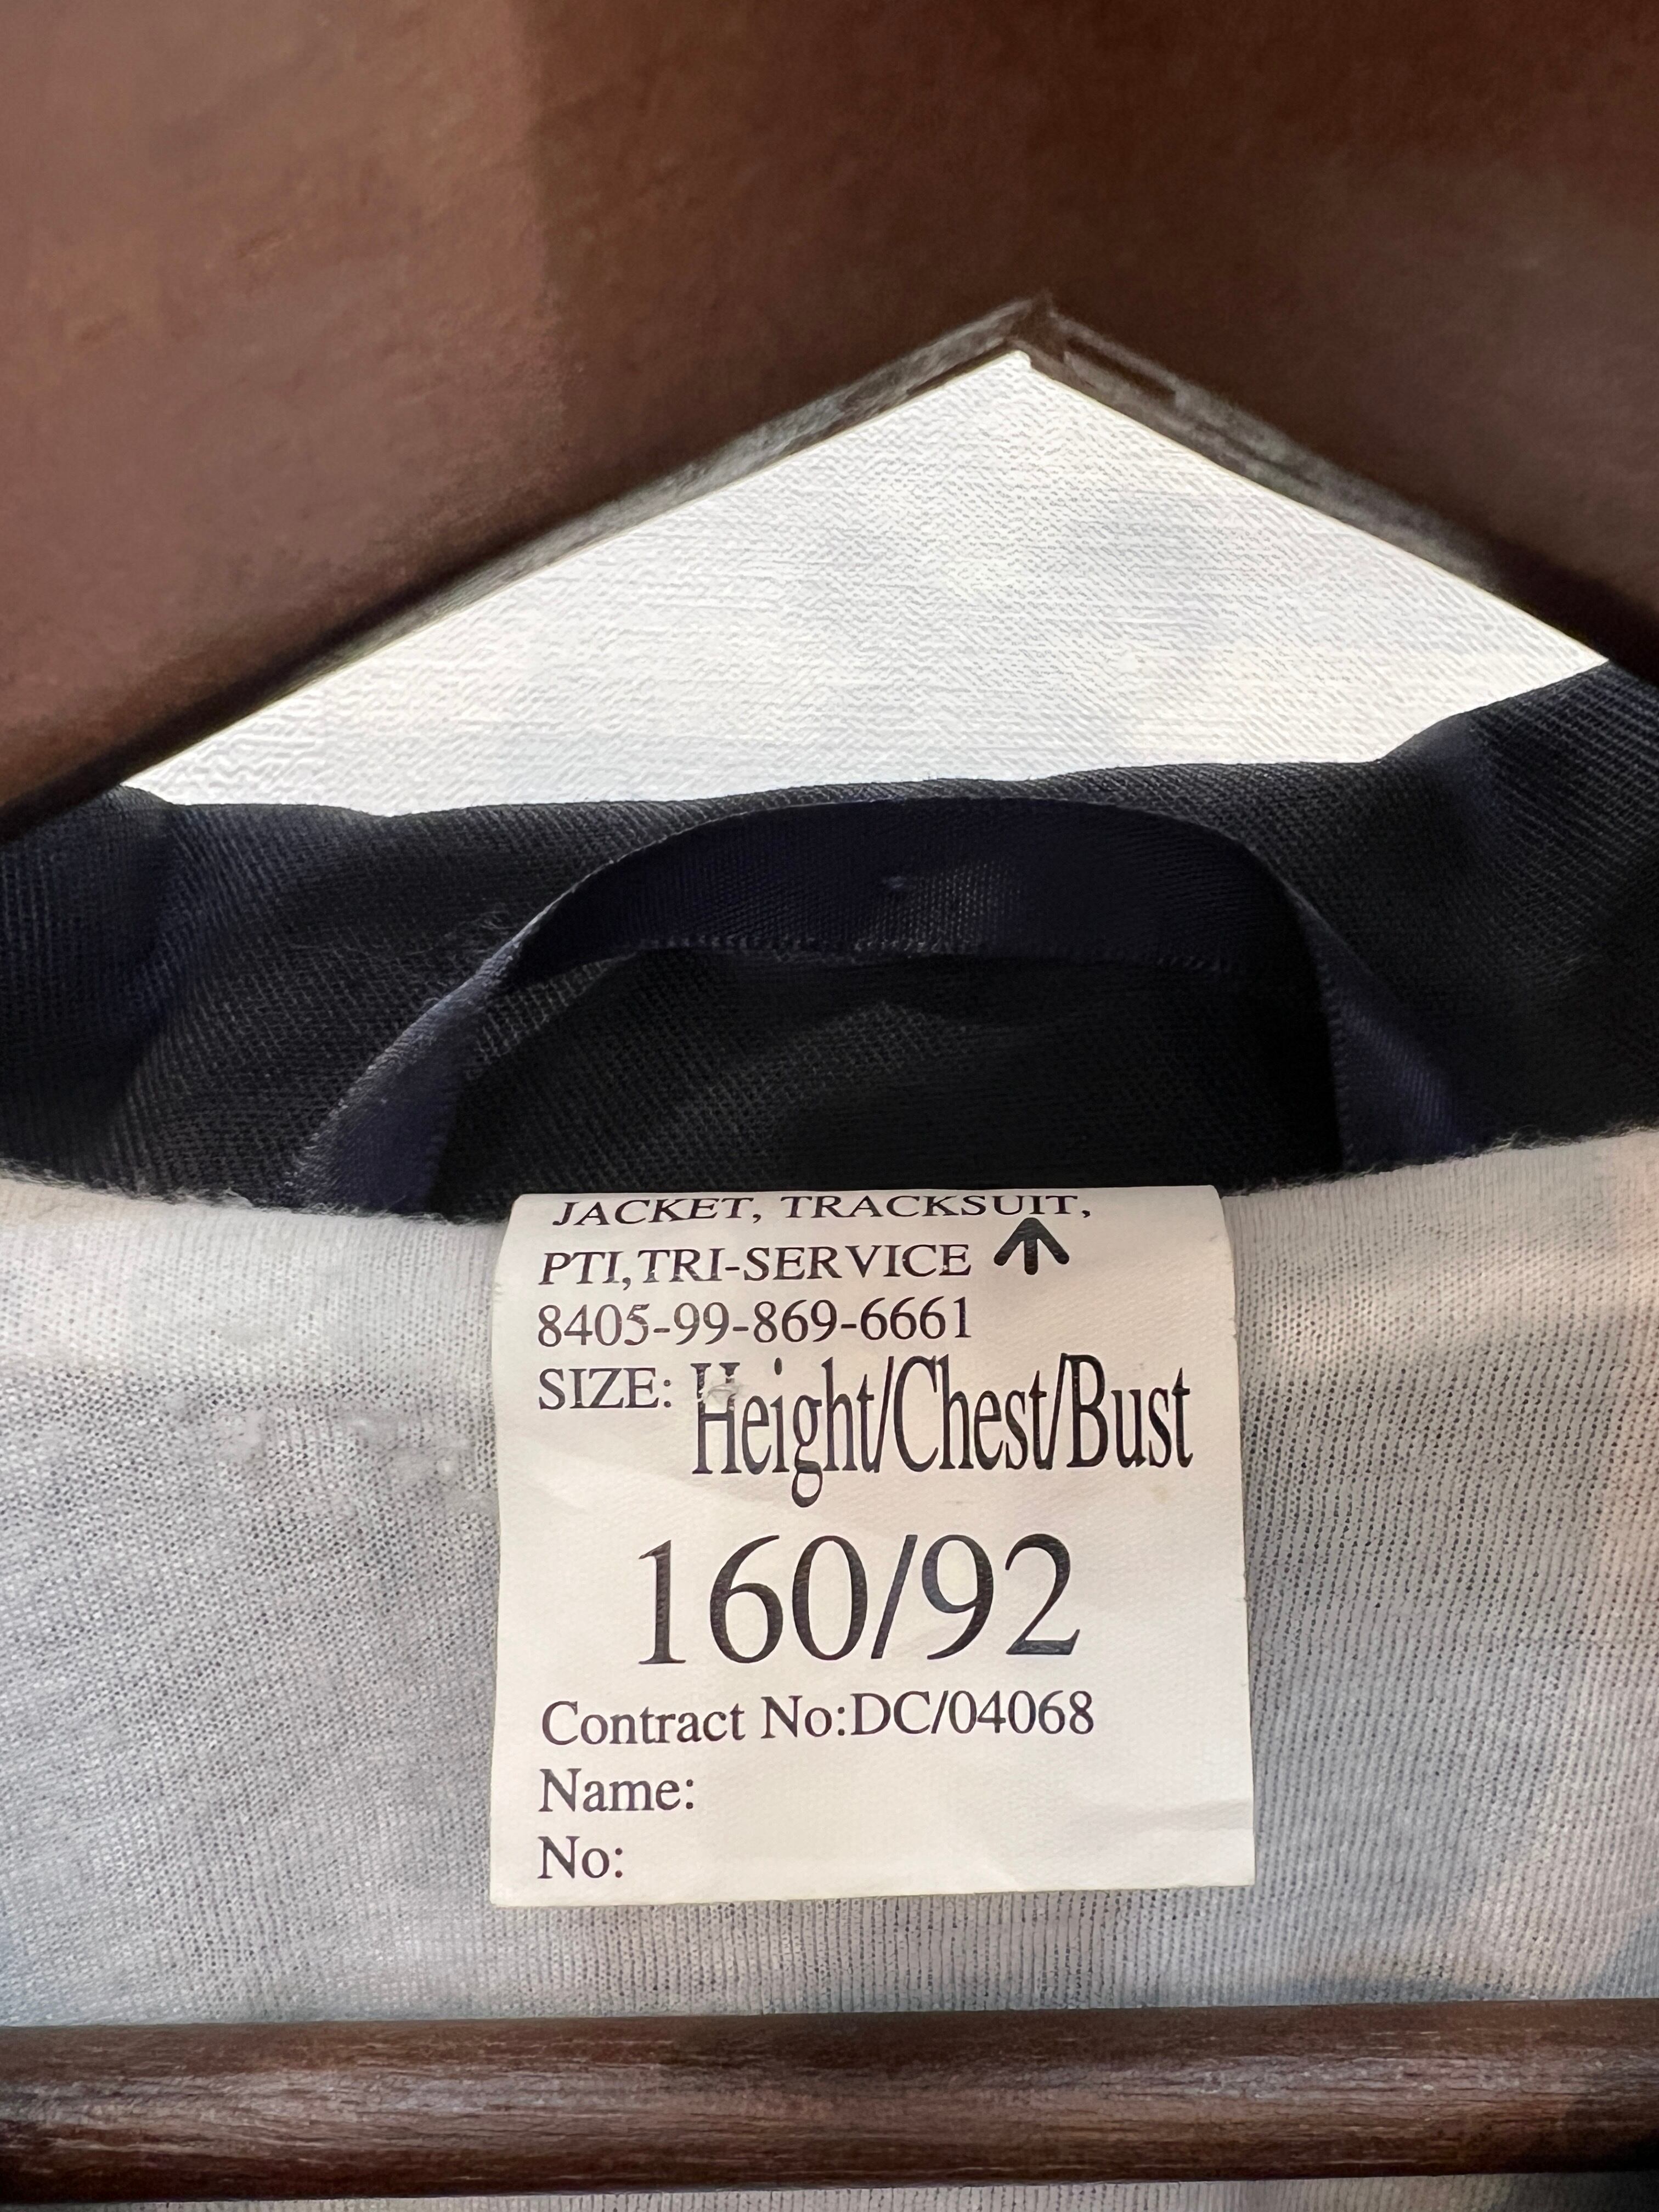 JACKET, TRACKSUIT,
PTI,TRI-SERVICE
8405-99-869-6661
SIZE: Height/Chest/Bust
160/92
Contract No:DC/04068
Name:
No: